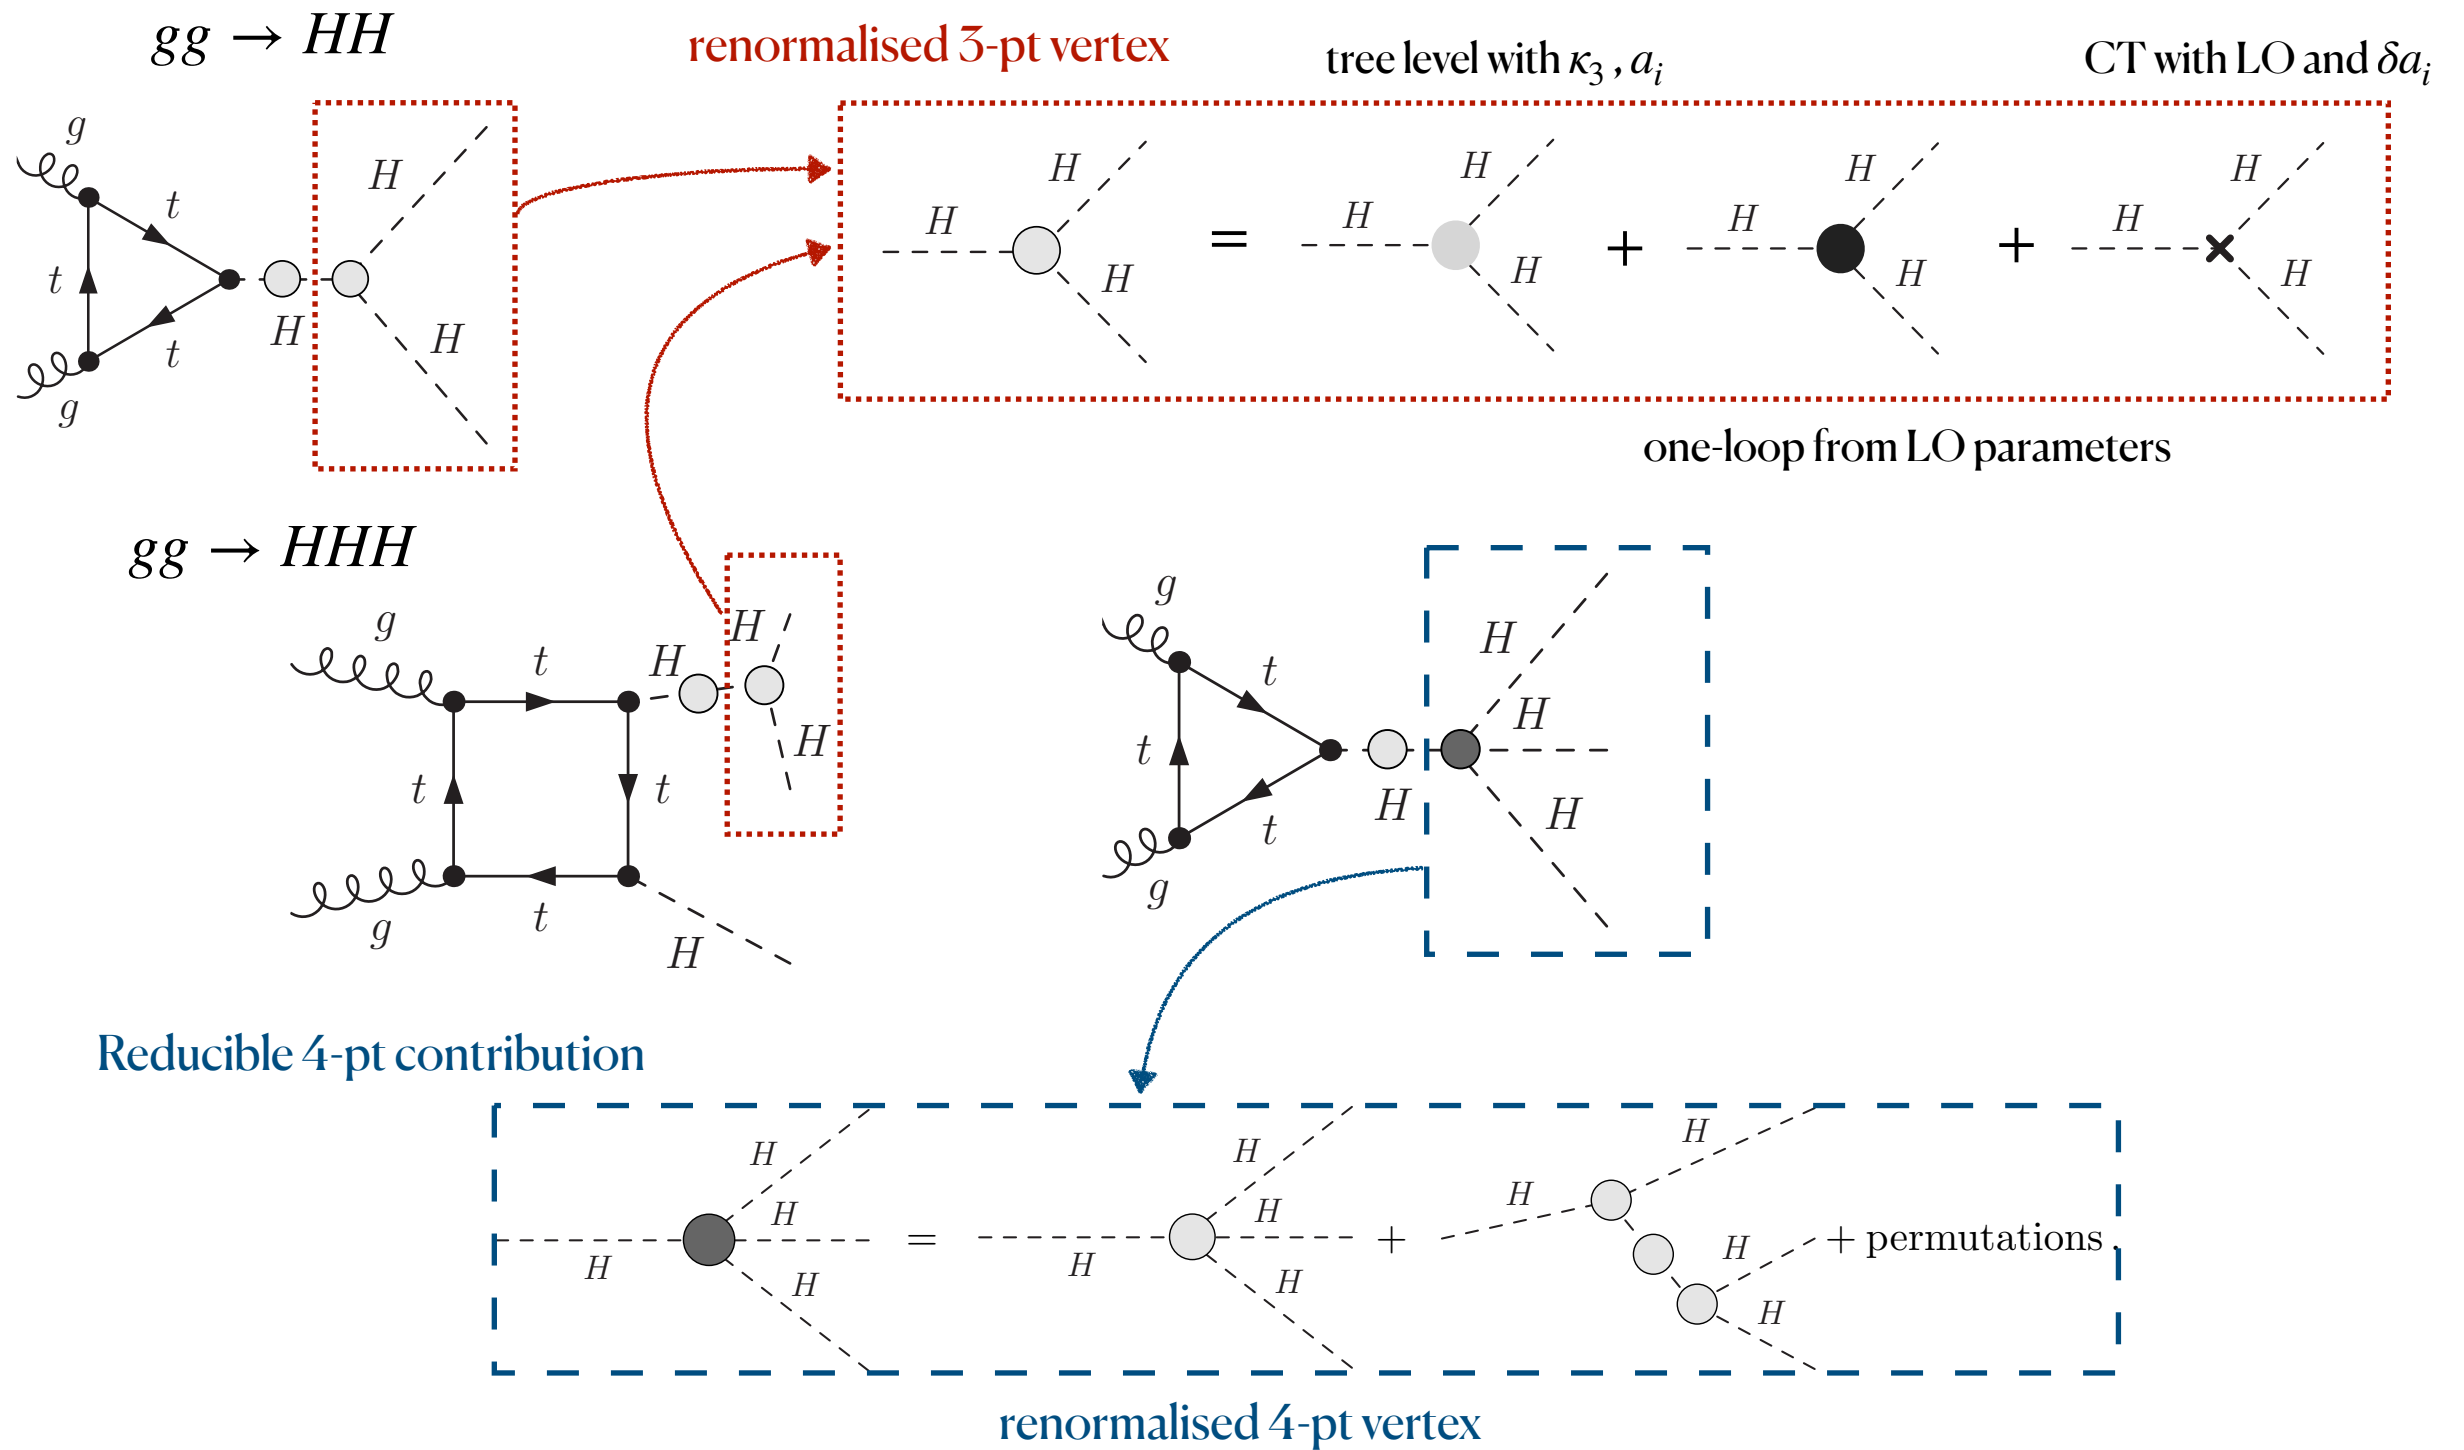 gg → HH
renormalised 3-pt vertex
tree level with κ₃ , aᵢ
CT with LO and δaᵢ
g
t
t
t
g
H
H
H
H
H
H
=
H
H
H
+
H
H
H
+
H
H
H
one-loop from LO parameters
gg → HHH
g
t
t
t
t
g
H
H
H
H
g
t
t
t
g
H
H
H
H
Reducible 4-pt contribution
H
H
H
H
=
H
H
H
H
+
H
H
H
H
+ permutations .
renormalised 4-pt vertex